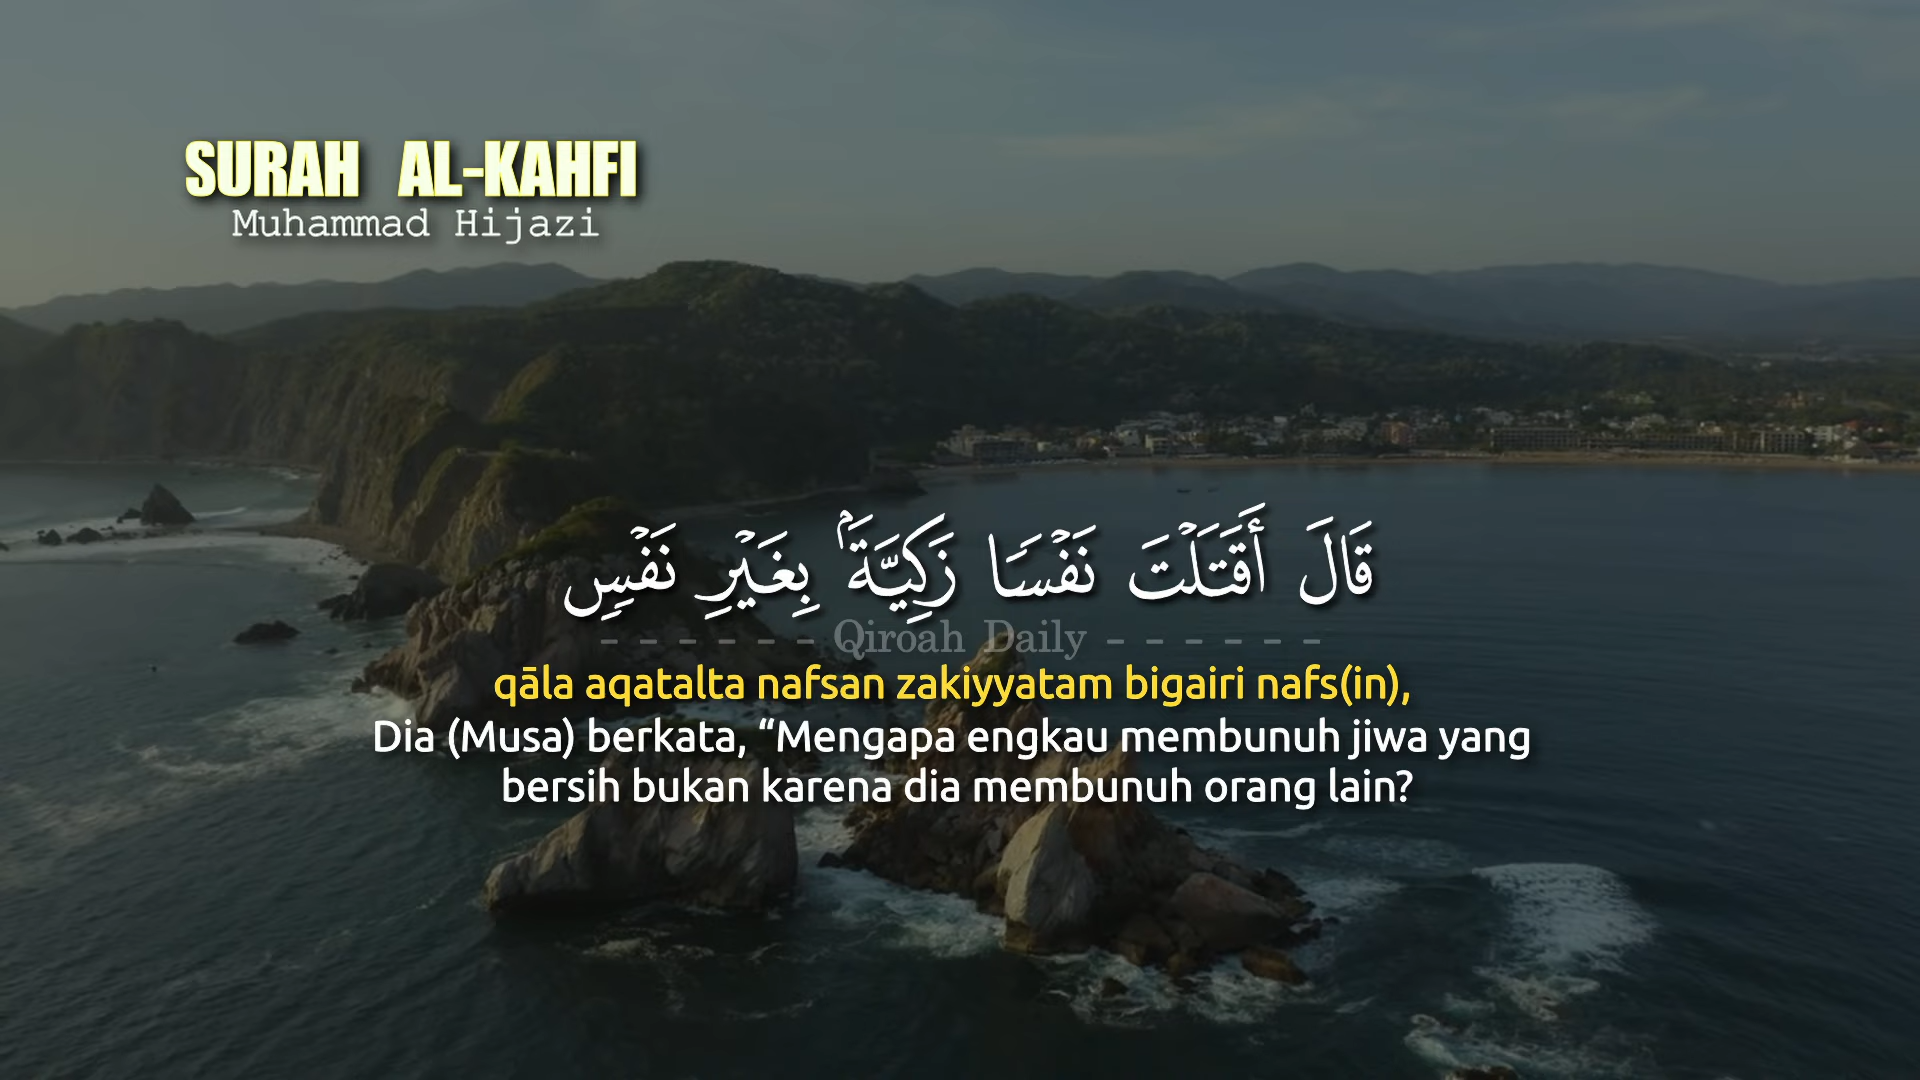 SURAH AL-KAHFI
Muhammad Hijazi
قَالَ أَقَتَلْتَ نَفْسًا زَكِيَّةًۢ بِغَيْرِ نَفْسٍ
- - - - - - Qiroah Daily - - - - - -
qāla aqatalta nafsan zakiyyatam bigairi nafs(in),
Dia (Musa) berkata, “Mengapa engkau membunuh jiwa yang
bersih bukan karena dia membunuh orang lain?